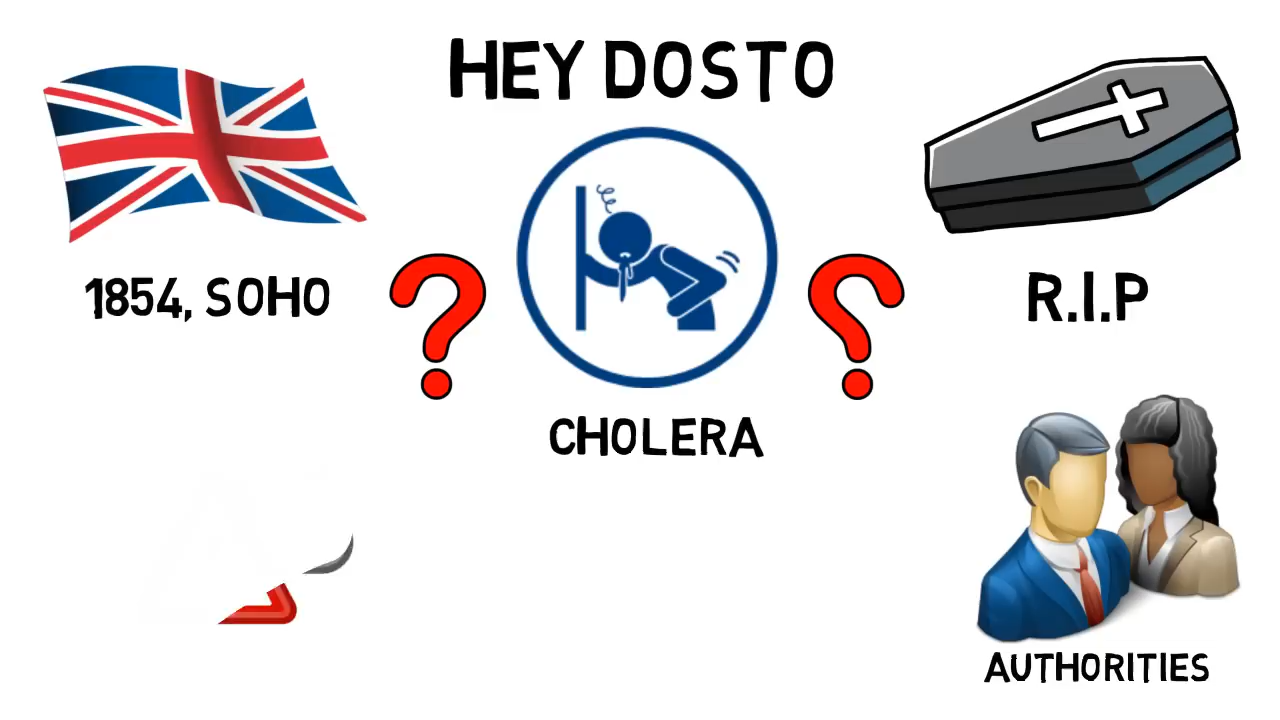 HEY DOSTO
1854, SOHO
R.I.P
CHOLERA
AUTHORITIES